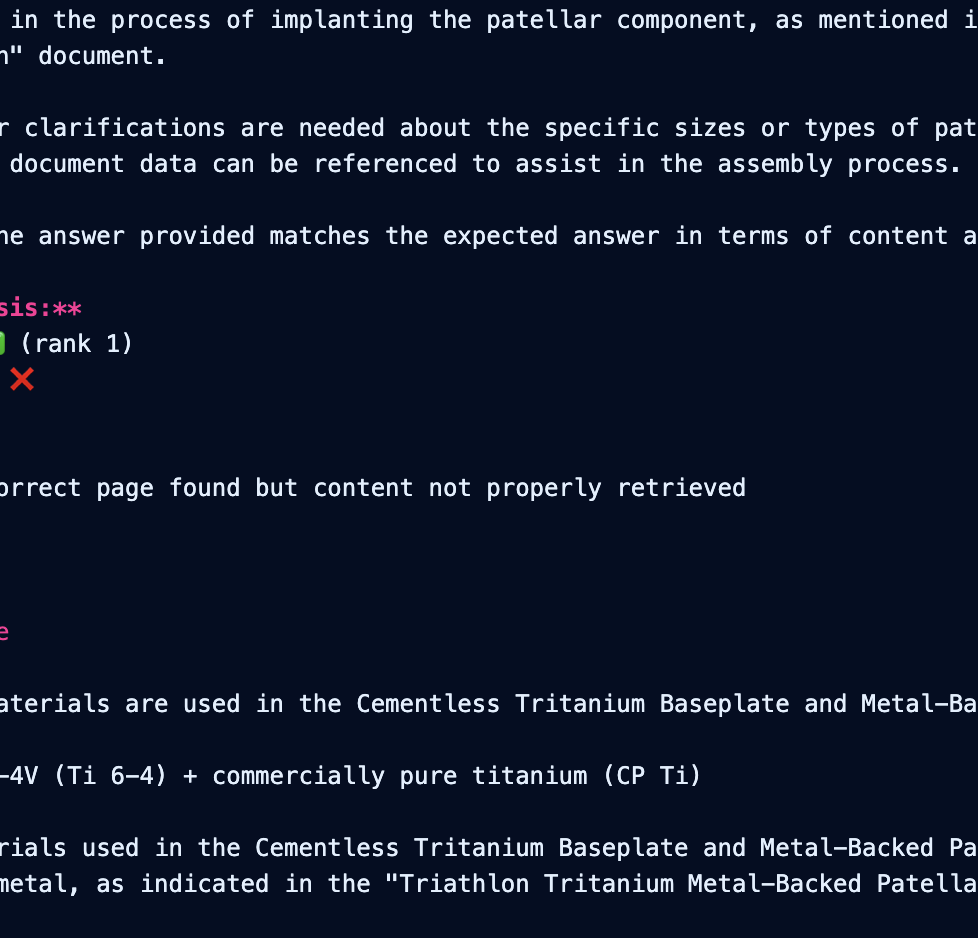 in the process of implanting the patellar component, as mentioned i
n" document.
r clarifications are needed about the specific sizes or types of pat
document data can be referenced to assist in the assembly process.
he answer provided matches the expected answer in terms of content a
sis:**
(rank 1)
❌
orrect page found but content not properly retrieved
e
aterials are used in the Cementless Tritanium Baseplate and Metal-Ba
-4V (Ti 6-4) + commercially pure titanium (CP Ti)
rials used in the Cementless Tritanium Baseplate and Metal-Backed Pa
metal, as indicated in the "Triathlon Tritanium Metal-Backed Patella